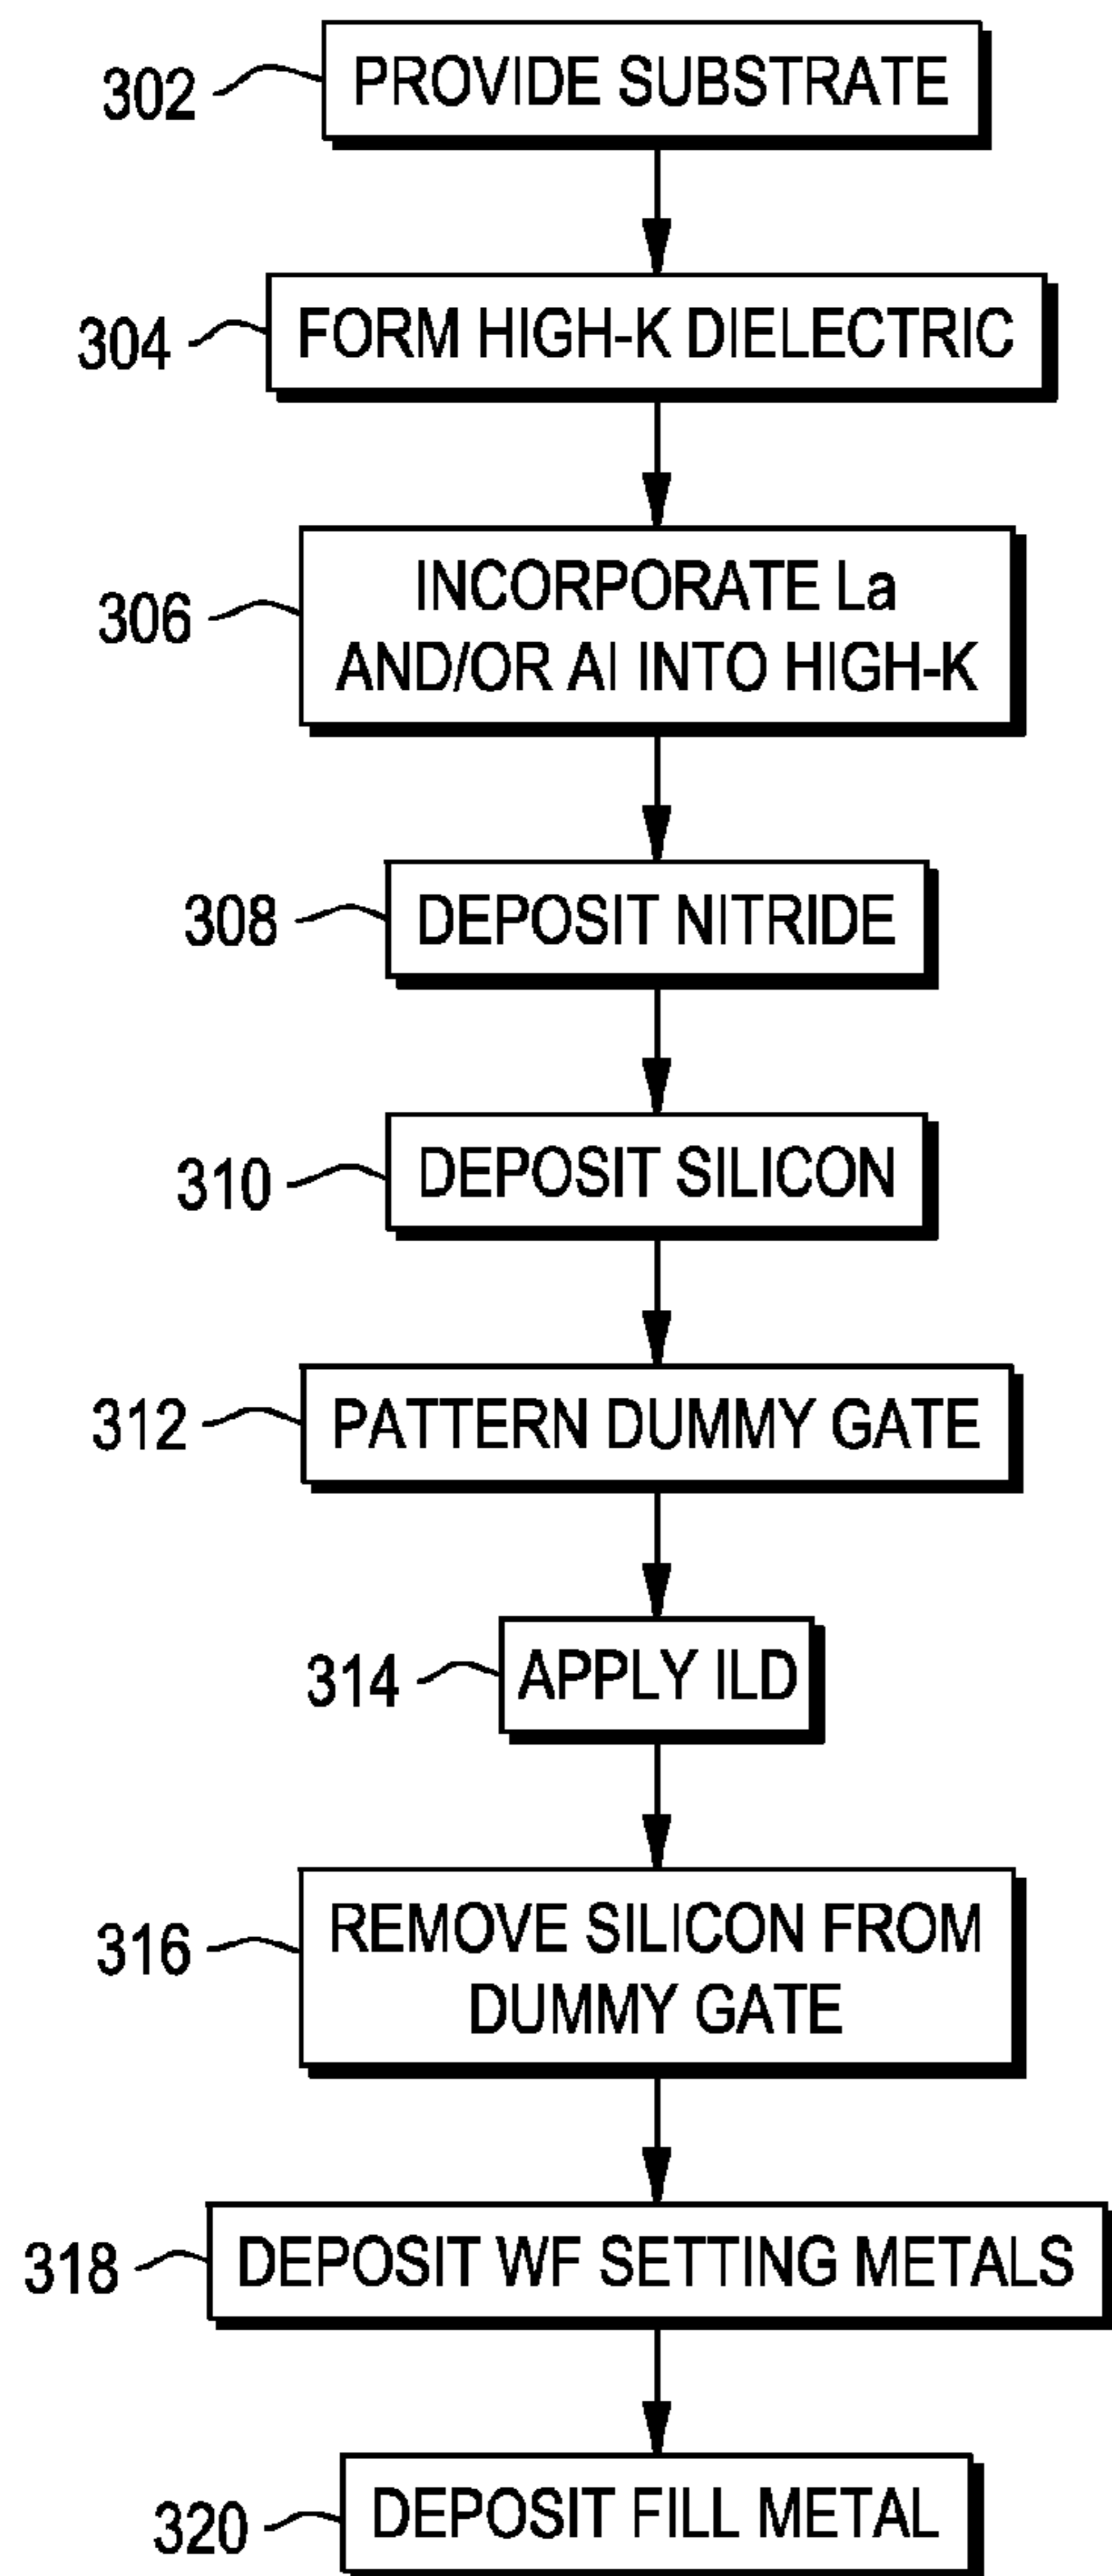 302 PROVIDE SUBSTRATE
304 FORM HIGH-K DIELECTRIC
INCORPORATE La
306 AND/OR Al INTO HIGH-K
308 DEPOSIT NITRIDE
310 DEPOSIT SILICON
312 PATTERN DUMMY GATE
314 APPLY ILD
316 REMOVE SILICON FROM
DUMMY GATE
318 DEPOSIT WF SETTING METALS
320 DEPOSIT FILL METAL